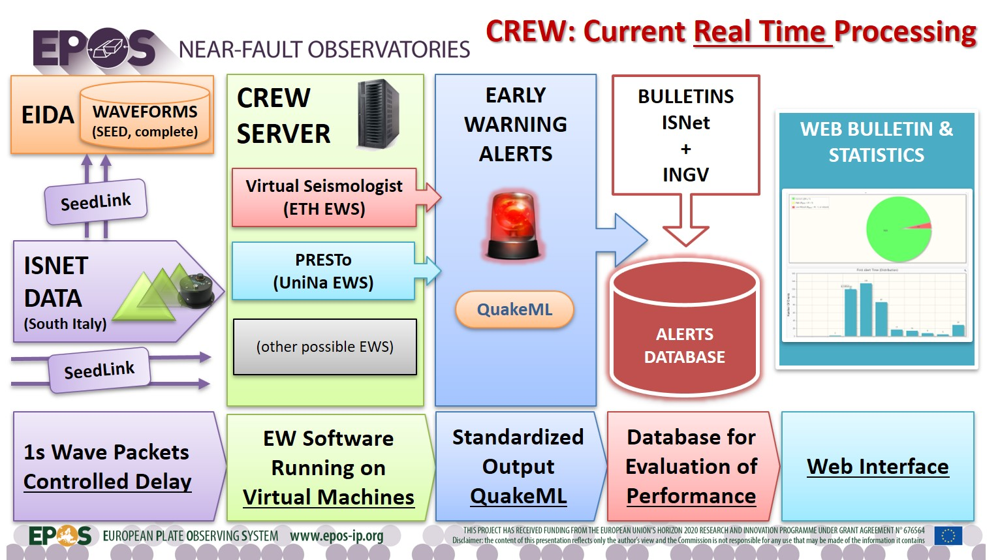 EPOS NEAR-FAULT OBSERVATORIES
CREW: Current Real Time Processing
EIDA
WAVEFORMS
(SEED, complete)
SeedLink
ISNET
DATA
(South Italy)
SeedLink
CREW
SERVER
Virtual Seismologist
(ETH EWS)
PRESTo
(UniNa EWS)
(other possible EWS)
EARLY
WARNING
ALERTS
QuakeML
BULLETINS
ISNet
+
INGV
ALERTS
DATABASE
WEB BULLETIN &
STATISTICS
First Alert Time (Distribution)
1s Wave Packets
Controlled Delay
EW Software
Running on
Virtual Machines
Standardized
Output
QuakeML
Database for
Evaluation of
Performance
Web Interface
EPOS EUROPEAN PLATE OBSERVING SYSTEM www.epos-ip.org
THIS PROJECT HAS RECEIVED FUNDING FROM THE EUROPEAN UNION'S HORIZON 2020 RESEARCH AND INNOVATION PROGRAMME UNDER GRANT AGREEMENT N° 676564
Disclaimer: the content of this presentation reflects only the author's view and the Commission is not responsible for any use that may be made of the information it contains